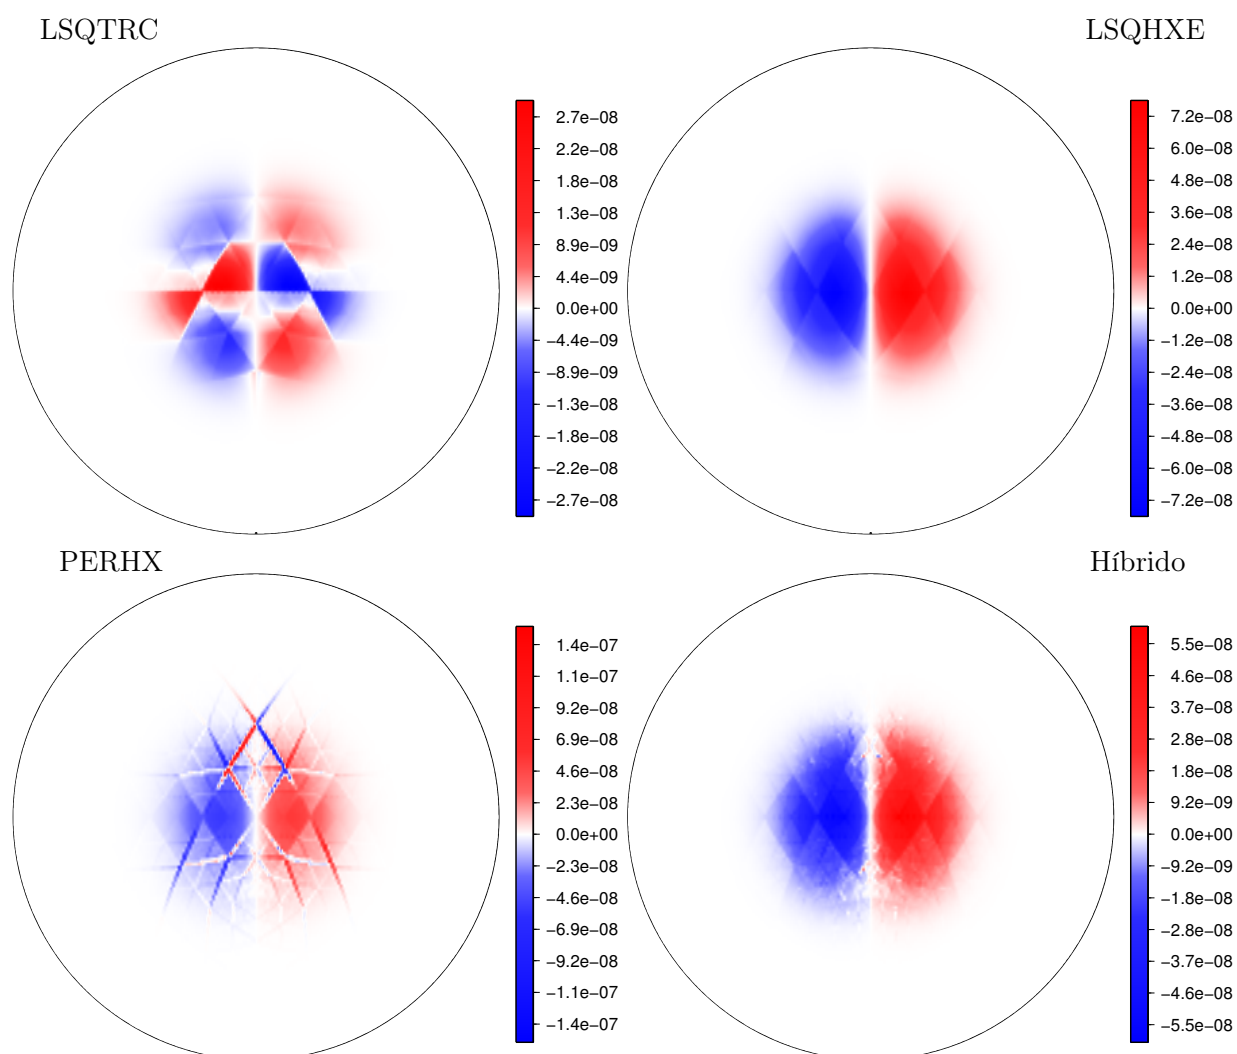 LSQTRC
2.7e−08
2.2e−08
1.8e−08
1.3e−08
8.9e−09
4.4e−09
0.0e+00
−4.4e−09
−8.9e−09
−1.3e−08
−1.8e−08
−2.2e−08
−2.7e−08
LSQHXE
7.2e−08
6.0e−08
4.8e−08
3.6e−08
2.4e−08
1.2e−08
0.0e+00
−1.2e−08
−2.4e−08
−3.6e−08
−4.8e−08
−6.0e−08
−7.2e−08
PERHX
1.4e−07
1.1e−07
9.2e−08
6.9e−08
4.6e−08
2.3e−08
0.0e+00
−2.3e−08
−4.6e−08
−6.9e−08
−9.2e−08
−1.1e−07
−1.4e−07
Híbrido
5.5e−08
4.6e−08
3.7e−08
2.8e−08
1.8e−08
9.2e−09
0.0e+00
−9.2e−09
−1.8e−08
−2.8e−08
−3.7e−08
−4.6e−08
−5.5e−08